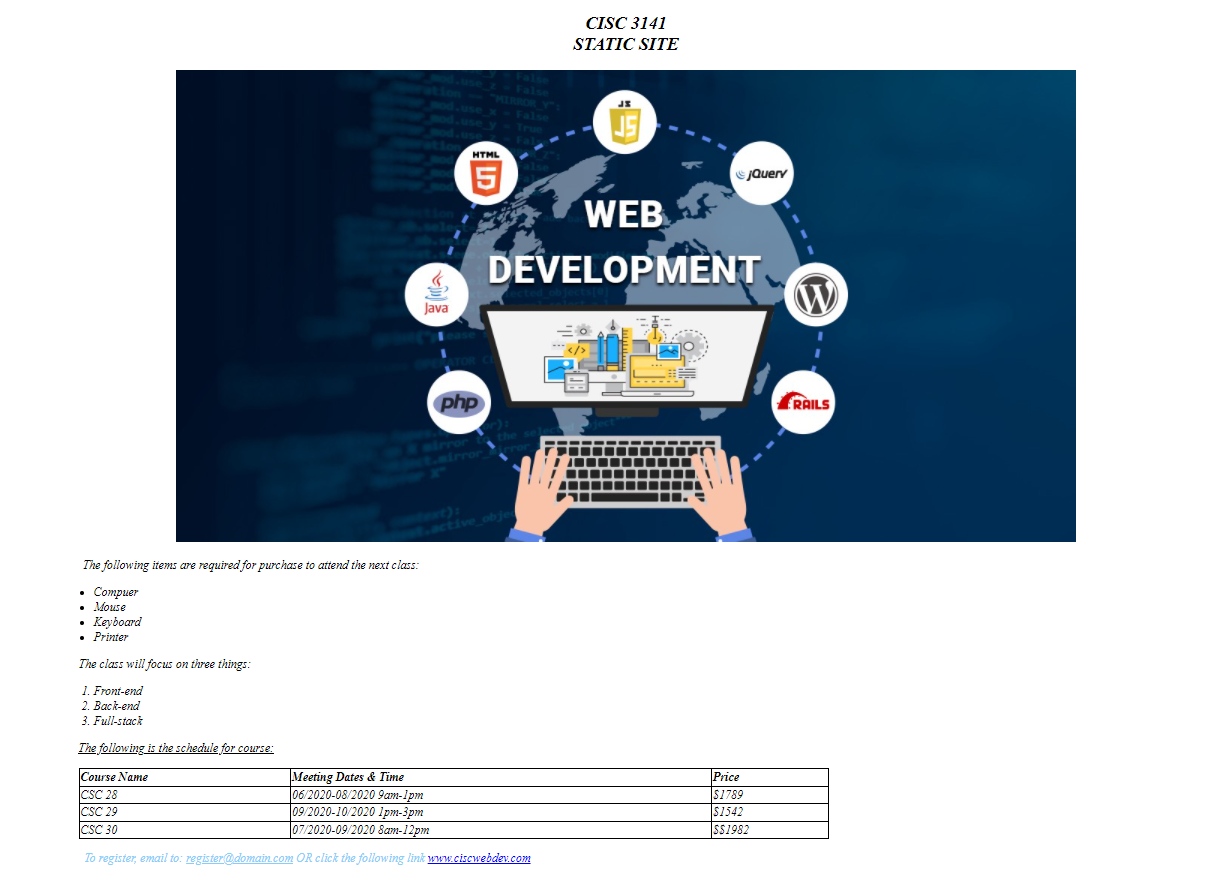 CISC 3141
STATIC SITE
JS
JS
HTML
5
jQuery
WEB
DEVELOPMENT
Java
W
</>
php
RAILS
The following items are required for purchase to attend the next class:
Compuer
Mouse
Keyboard
Printer
The class will focus on three things:
1. Front-end
2. Back-end
3. Full-stack
The following is the schedule for course:
Course Name Meeting Dates & Time Price
CSC 28 06/2020-08/2020 9am-1pm $1789
CSC 29 09/2020-10/2020 1pm-3pm $1542
CSC 30 07/2020-09/2020 8am-12pm $$1982
To register, email to: register@domain.com OR click the following link www.ciscwebdev.com